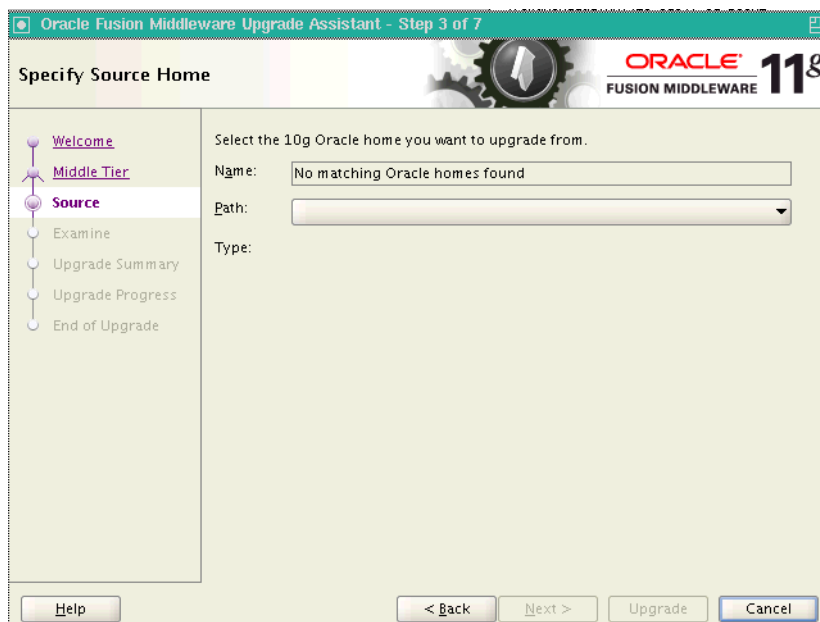 Oracle Fusion Middleware Upgrade Assistant - Step 3 of 7
Specify Source Home
ORACLE 11g
FUSION MIDDLEWARE
Welcome
Middle Tier
Source
Examine
Upgrade Summary
Upgrade Progress
End of Upgrade
Select the 10g Oracle home you want to upgrade from.
Name: No matching Oracle homes found
Path:
Type:
Help
< Back
Next >
Upgrade
Cancel